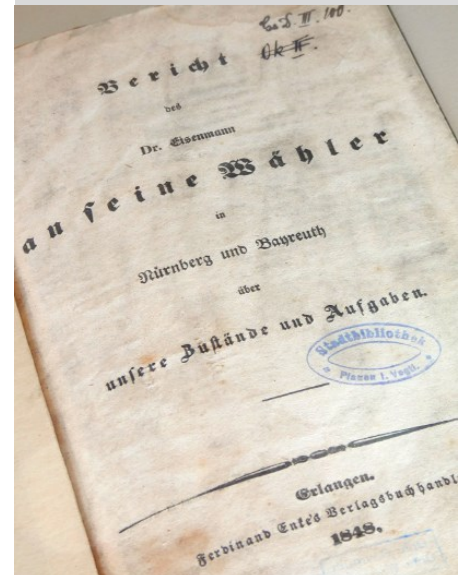 Bericht
des
Dr. Eisenmann
an seine Wähler
in
Nürnberg und Bayreuth
über
unsere Zustände und Aufgaben.
Stadtbibliothek
Plauen i. Vogtl.
Erlangen.
Ferdinand Enke's Verlagsbuchhandl
1848.